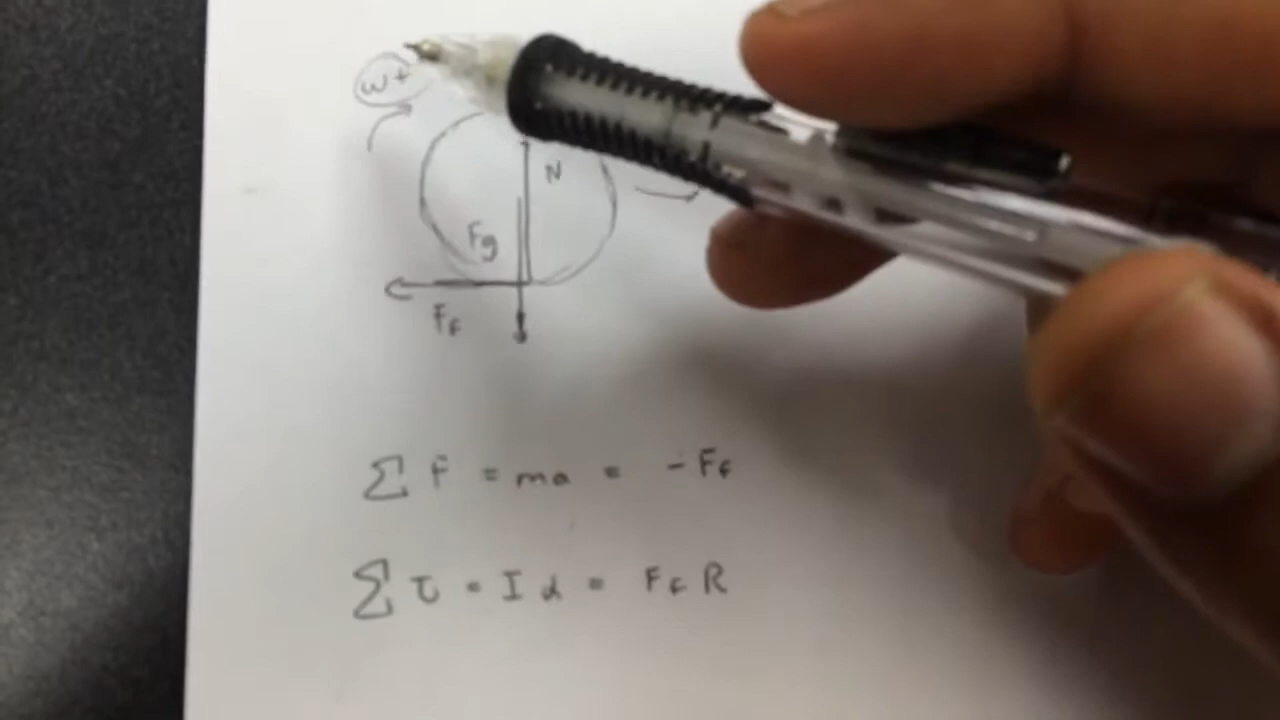 ω+
N
Fg
Ff
Σ F = ma = - Ff
Σ τ = I α = Ff R